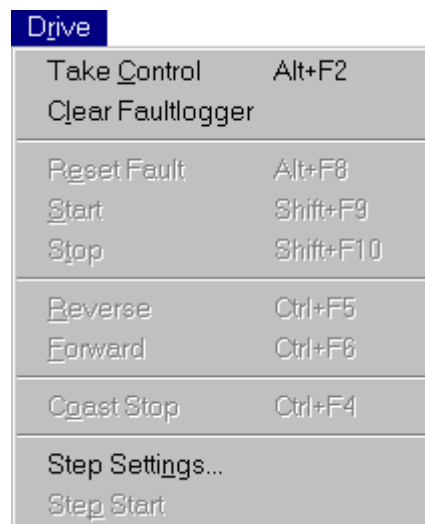 Drive
Take Control Alt+F2
Clear Faultlogger
Reset Fault Alt+F8
Start Shift+F9
Stop Shift+F10
Reverse Ctrl+F5
Forward Ctrl+F6
Coast Stop Ctrl+F4
Step Settings...
Step Start